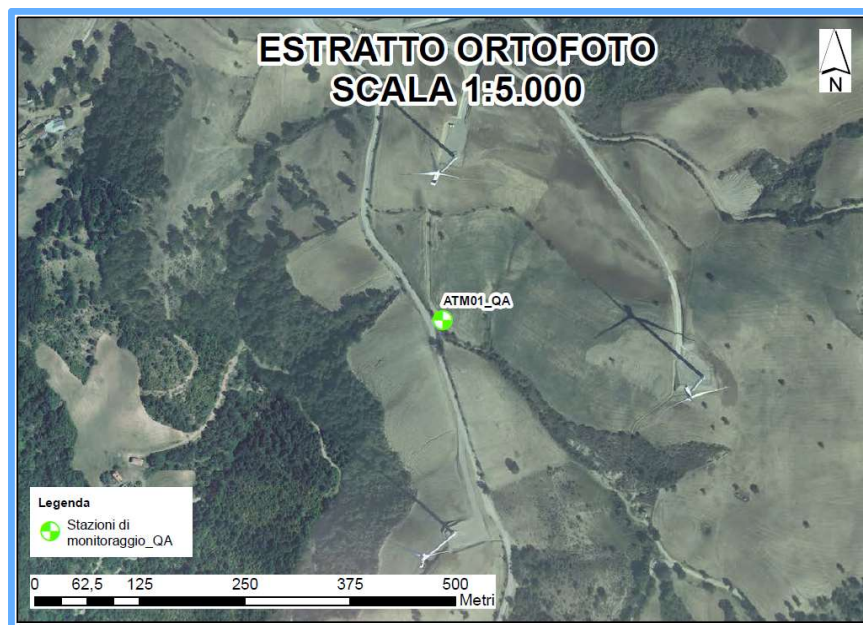 ESTRATTO ORTOFOTO
SCALA 1:5.000
N
ATM01_QA
Legenda
Stazioni di
monitoraggio_QA
0 62,5 125 250 375 500
Metri